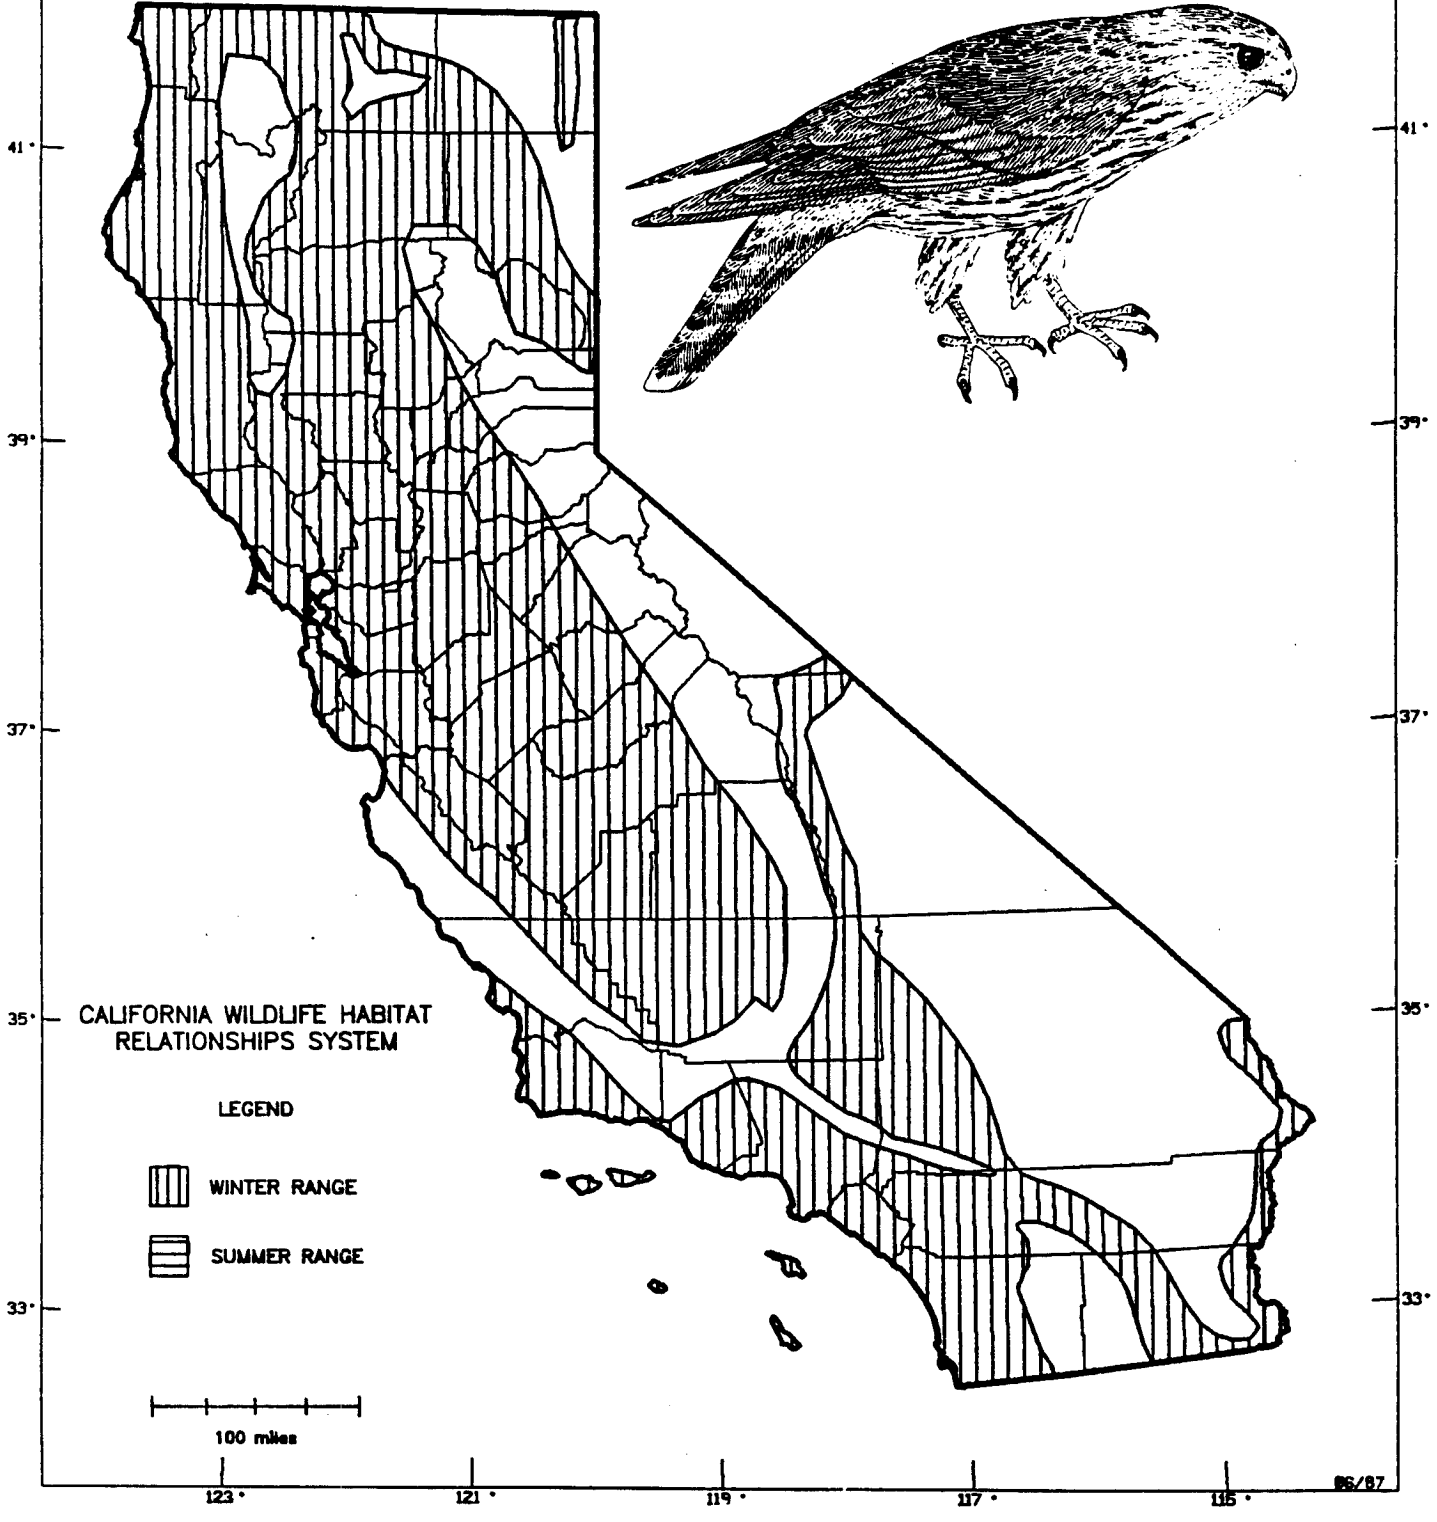 41°
41°
39°
39°
37°
37°
35°
35°
CALIFORNIA WILDLIFE HABITAT
RELATIONSHIPS SYSTEM
LEGEND
WINTER RANGE
SUMMER RANGE
33°
33°
100 miles
06/87
123°
121°
119°
117°
115°